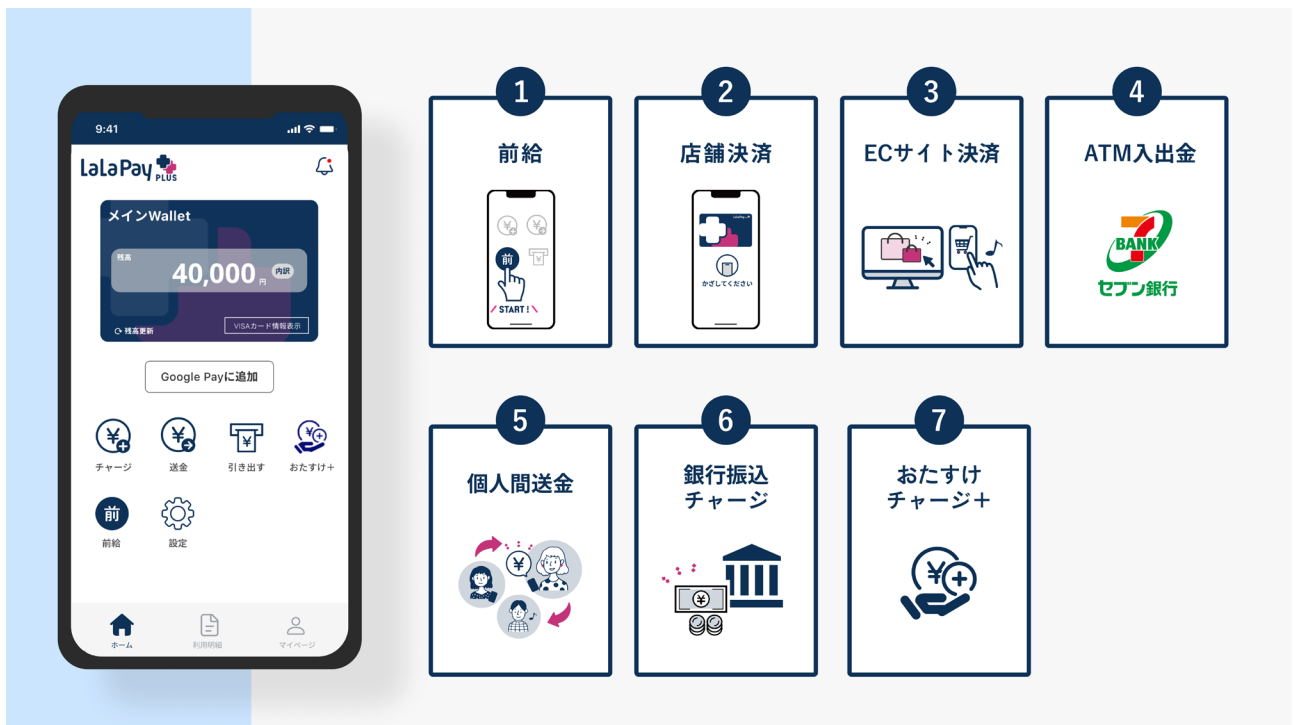 9:41
LaLa Pay
PLUS
メインWallet
残高
40,000円
内訳
残高更新
VISAカード情報表示
Google Payに追加
チャージ
送金
引き出す
おたすけ+
前
前給
設定
ホーム
利用明細
マイページ
1
前給
前
START!
2
店舗決済
かざしてください
3
ECサイト決済
4
ATM入出金
7
BANK
セブン銀行
5
個人間送金
6
銀行振込
チャージ
7
おたすけ
チャージ+